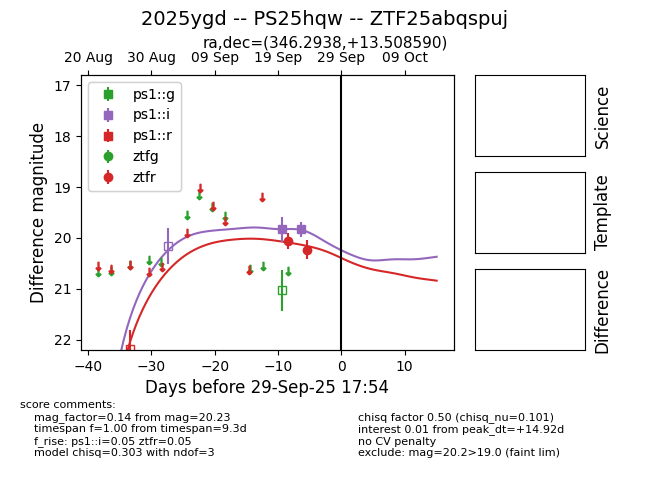 2025ygd -- PS25hqw -- ZTF25abqspuj
ra,dec=(346.2938,+13.508590)
20 Aug 30 Aug 09 Sep 19 Sep 29 Sep 09 Oct
ps1::g
ps1::i
ps1::r
ztfg
ztfr
17
18
19
20
21
22
Difference magnitude
−40 −30 −20 −10 0 10
Days before 29-Sep-25 17:54
Science
Template
Difference
score comments:
mag_factor=0.14 from mag=20.23
timespan f=1.00 from timespan=9.3d
f_rise: ps1::i=0.05 ztfr=0.05
model chisq=0.303 with ndof=3
chisq factor 0.50 (chisq_nu=0.101)
interest 0.01 from peak_dt=+14.92d
no CV penalty
exclude: mag=20.2>19.0 (faint lim)